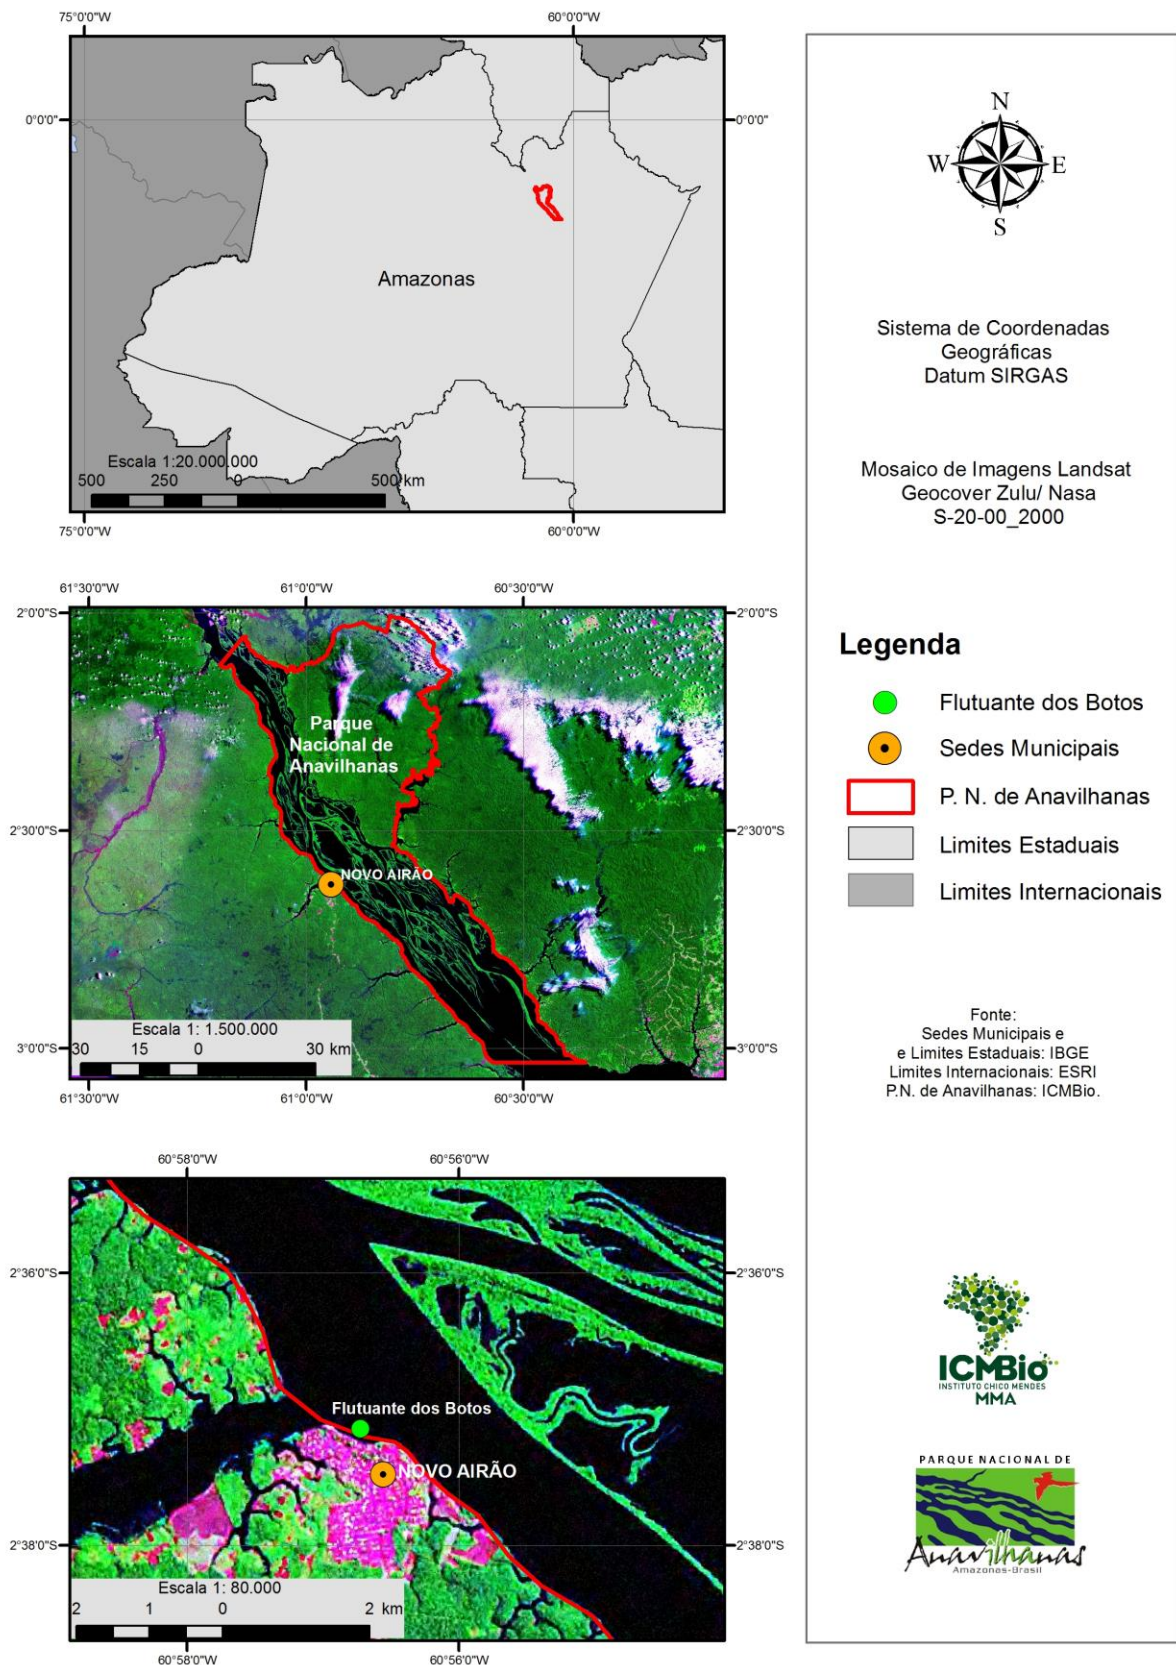 75°0'0"W 60°0'0"W
0°0'0" 0°0'0"
Amazonas
Escala 1:20.000.000
500 250 0 500 km
75°0'0"W 60°0'0"W
61°30'0"W 61°0'0"W 60°30'0"W
2°0'0"S 2°0'0"S
Parque
Nacional de
Anavilhanas
2°30'0"S 2°30'0"S
NOVO AIRÃO
Escala 1: 1.500.000
30 15 0 30 km
3°0'0"S 3°0'0"S
61°30'0"W 61°0'0"W 60°30'0"W
60°58'0"W 60°56'0"W
2°36'0"S 2°36'0"S
Flutuante dos Botos
NOVO AIRÃO
2°38'0"S 2°38'0"S
Escala 1: 80.000
2 1 0 2 km
60°58'0"W 60°56'0"W
N
W E
S
Sistema de Coordenadas
Geográficas
Datum SIRGAS
Mosaico de Imagens Landsat
Geocover Zulu/ Nasa
S-20-00_2000
Legenda
Flutuante dos Botos
Sedes Municipais
P. N. de Anavilhanas
Limites Estaduais
Limites Internacionais
Fonte:
Sedes Municipais e
e Limites Estaduais: IBGE
Limites Internacionais: ESRI
P.N. de Anavilhanas: ICMBio.
ICMBio
INSTITUTO CHICO MENDES
MMA
PARQUE NACIONAL DE
Anavilhanas
Amazonas-Brasil